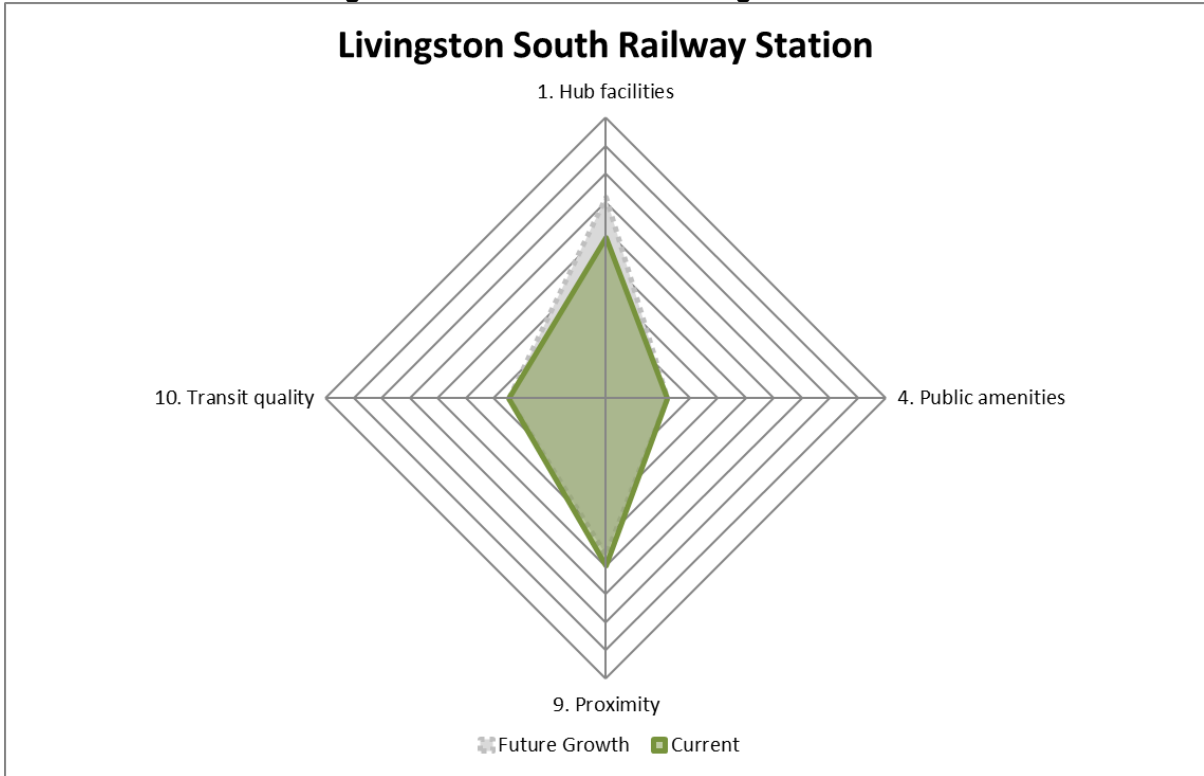 Livingston South Railway Station
1. Hub facilities
10. Transit quality
4. Public amenities
9. Proximity
Future Growth
Current